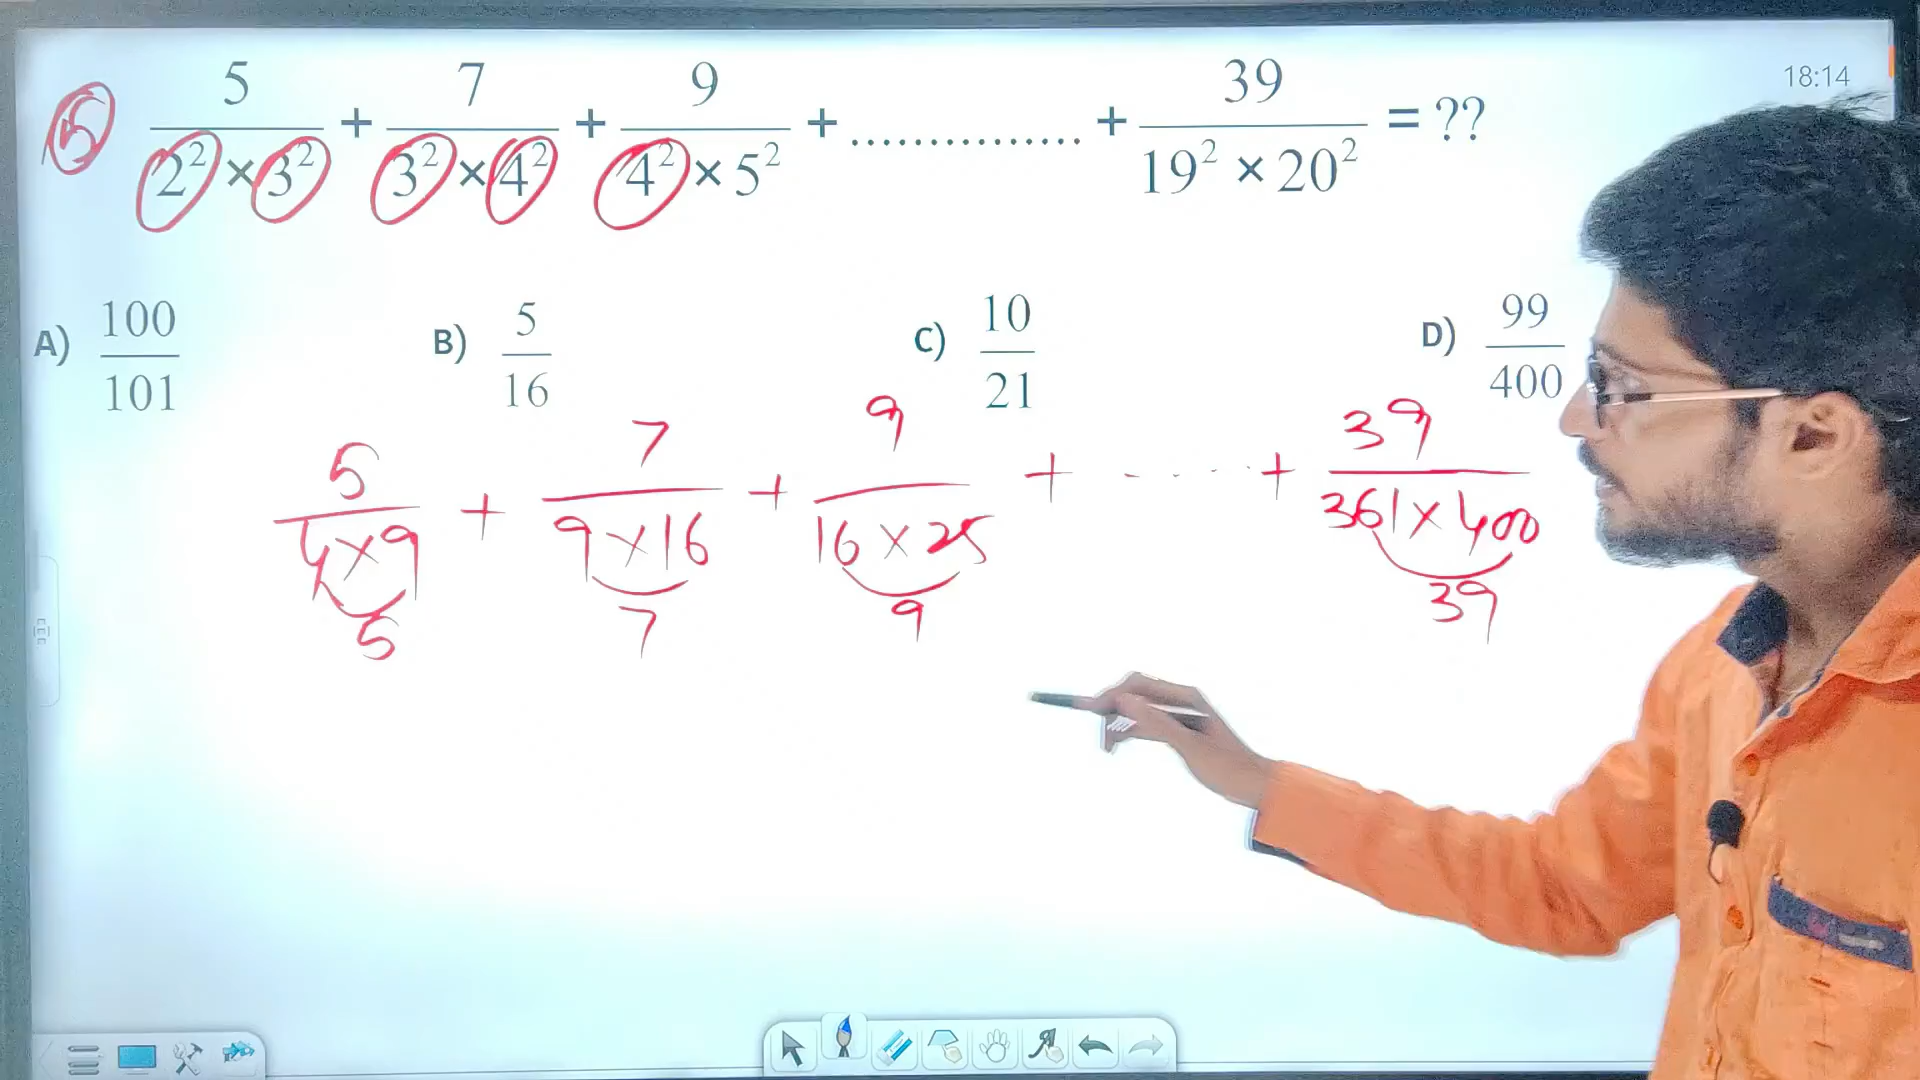 18:14
5 5/(2² × 3²) + 7/(3² × 4²) + 9/(4² × 5²) + ............... + 39/(19² × 20²) = ??
A) 100/101 B) 5/16 C) 10/21 D) 99/400
5/(4×9) + 7/(9×16) + 9/(16×25) + ..... + 39/(361×400)
5 7 9 39